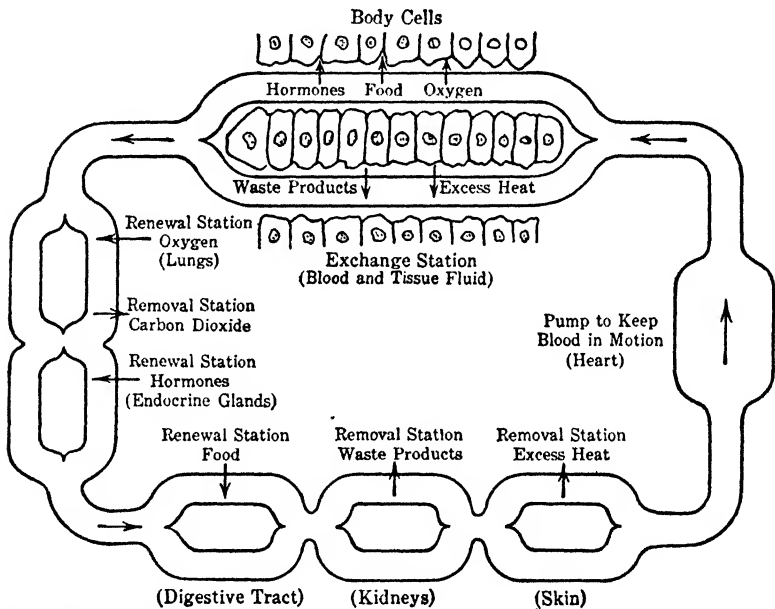 Body Cells
Hormones Food Oxygen
Waste Products Excess Heat
Exchange Station
(Blood and Tissue Fluid)
Renewal Station
Oxygen
(Lungs)
Removal Station
Carbon Dioxide
Renewal Station
Hormones
(Endocrine Glands)
Pump to Keep
Blood in Motion
(Heart)
Renewal Station
Food
Removal Station
Waste Products
Removal Station
Excess Heat
(Digestive Tract) (Kidneys) (Skin)